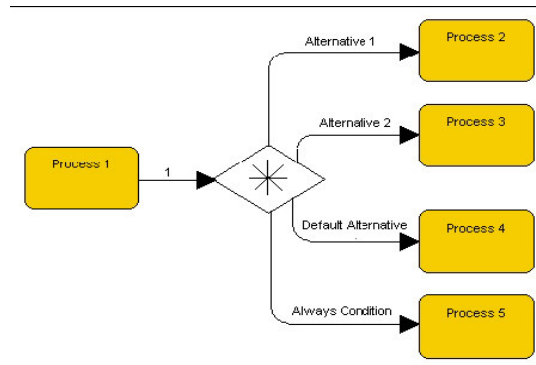 Alternative 1
Process 2
Alternative 2
Process 3
Process 1
1
Default Alternative
Process 4
Always Condition
Process 5